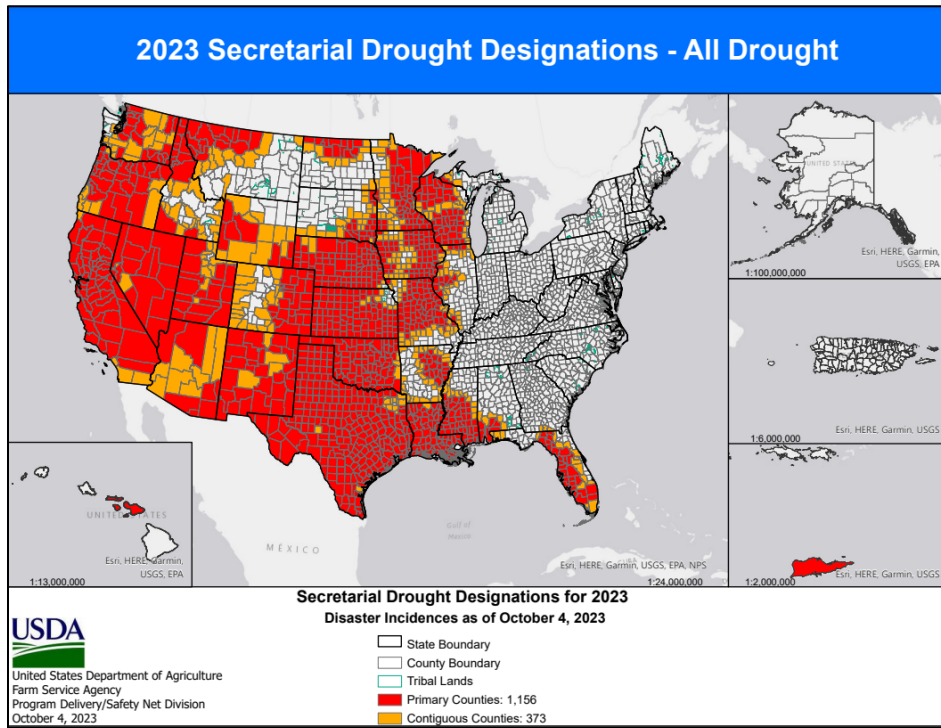 2023 Secretarial Drought Designations - All Drought
UNITED STATES
Esri, HERE, Garmin,
USGS, EPA
1:100,000,000
Esri, HERE, Garmin, USGS
1:6,000,000
Esri, HERE, Garmin, USGS
1:2,000,000
UNITED STATES
Esri, HERE, Garmin,
USGS, EPA
1:13,000,000
MÉXICO
Gulf of
Mexico
Esri, HERE, Garmin, USGS, EPA, NPS
1:24,000,000
Secretarial Drought Designations for 2023
Disaster Incidences as of October 4, 2023
State Boundary
County Boundary
Tribal Lands
Primary Counties: 1,156
Contiguous Counties: 373
USDA
United States Department of Agriculture
Farm Service Agency
Program Delivery/Safety Net Division
October 4, 2023